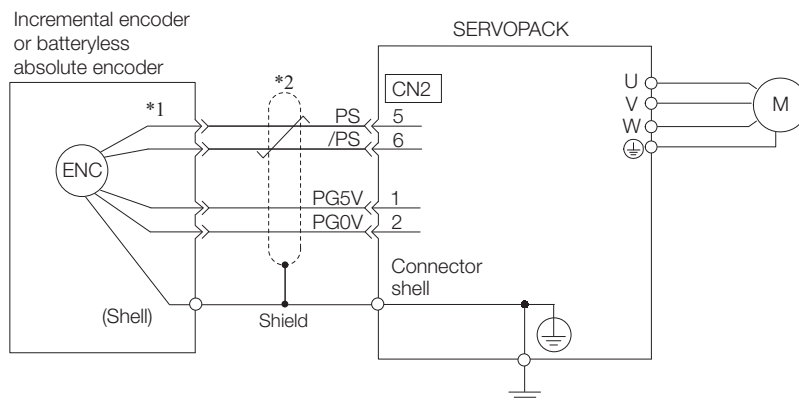 Incremental encoder
or batteryless
absolute encoder
SERVOPACK
*1
*2
CN2
PS
5
/PS
6
ENC
PG5V
1
PG0V
2
U
V
W
M
Connector
shell
(Shell)
Shield